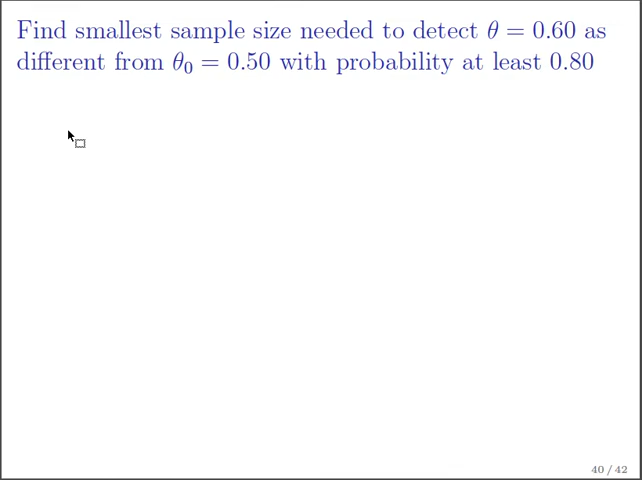 Find smallest sample size needed to detect θ = 0.60 as
different from θ₀ = 0.50 with probability at least 0.80
40 / 42